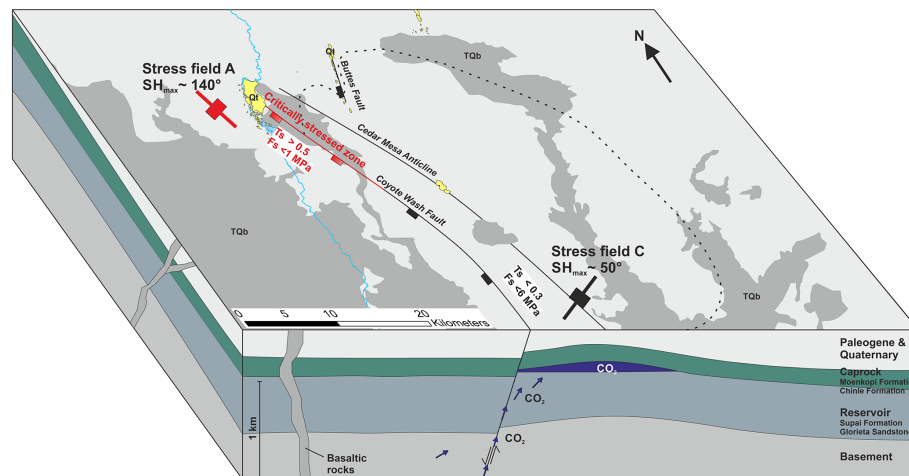 N
TQb
Qt
Buttes Fault
Stress field A
SHmax~ 140°
Qt
Critically stressed zone
Ts > 0.5
Fs <1 MPa
Cedar Mesa Anticline
Coyote Wash Fault
TQb
Stress field C
SHmax~ 50°
Ts < 0.3
Fs <6 MPa
TQb
0 5 10 20
Kilometers
Paleogene &
Quaternary
CO2
Caprock
Moenkopi Formati
Chinle Formation
CO2
1 km
Reservoir
Supai Formation
Glorieta Sandstone
CO2
Basaltic
rocks
Basement